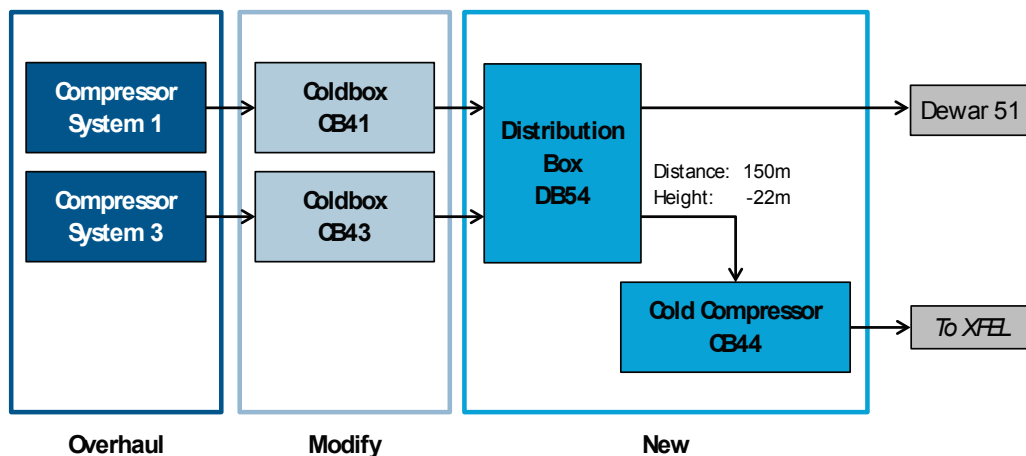 Compressor
System 1
Coldbox
CB41
Distribution
Box
DB54
Dewar 51
Distance: 150m
Height: -22m
Compressor
System 3
Coldbox
CB43
Cold Compressor
CB44
To XFEL
Overhaul
Modify
New